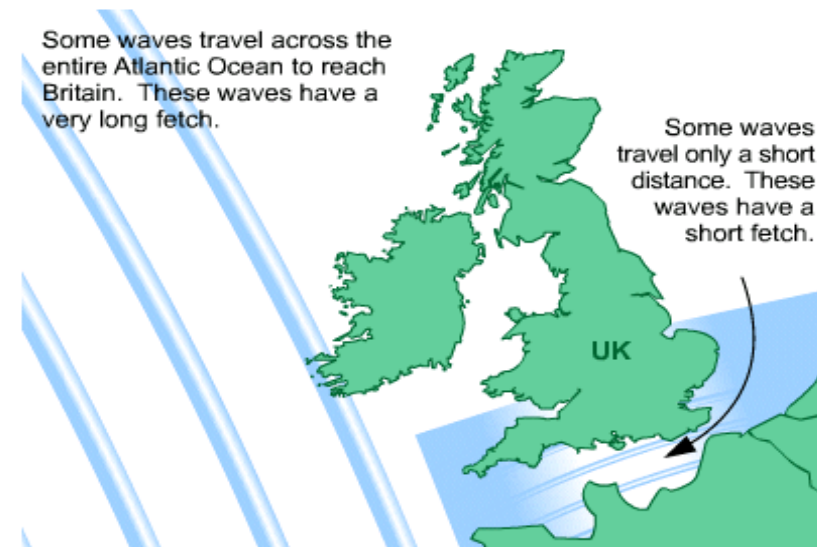 Some waves travel across the
entire Atlantic Ocean to reach
Britain.  These waves have a
very long fetch.
Some waves
travel only a short
distance.  These
waves have a
short fetch.
UK